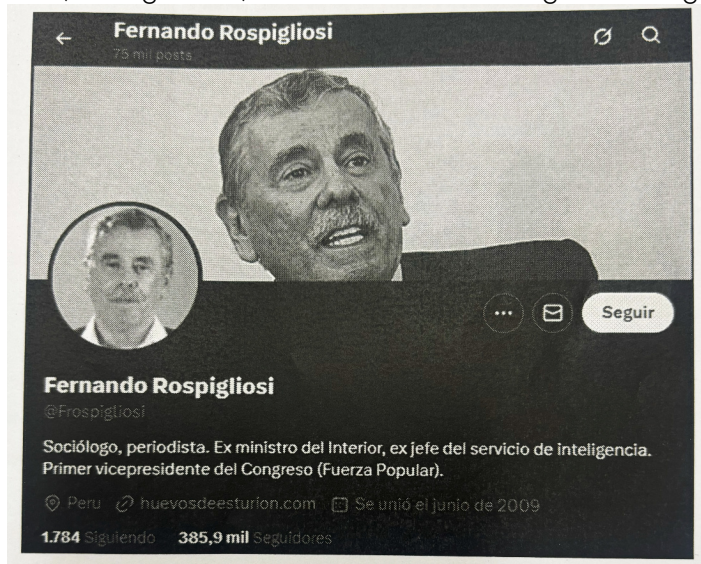 Fernando Rospigliosi
75 mil posts
Seguir
Fernando Rospigliosi
@Frospigliosi
Sociólogo, periodista. Ex ministro del Interior, ex jefe del servicio de inteligencia.
Primer vicepresidente del Congreso (Fuerza Popular).
Peru huevosdeesturion.com Se unió el junio de 2009
1.784 Siguiendo 385,9 mil Seguidores